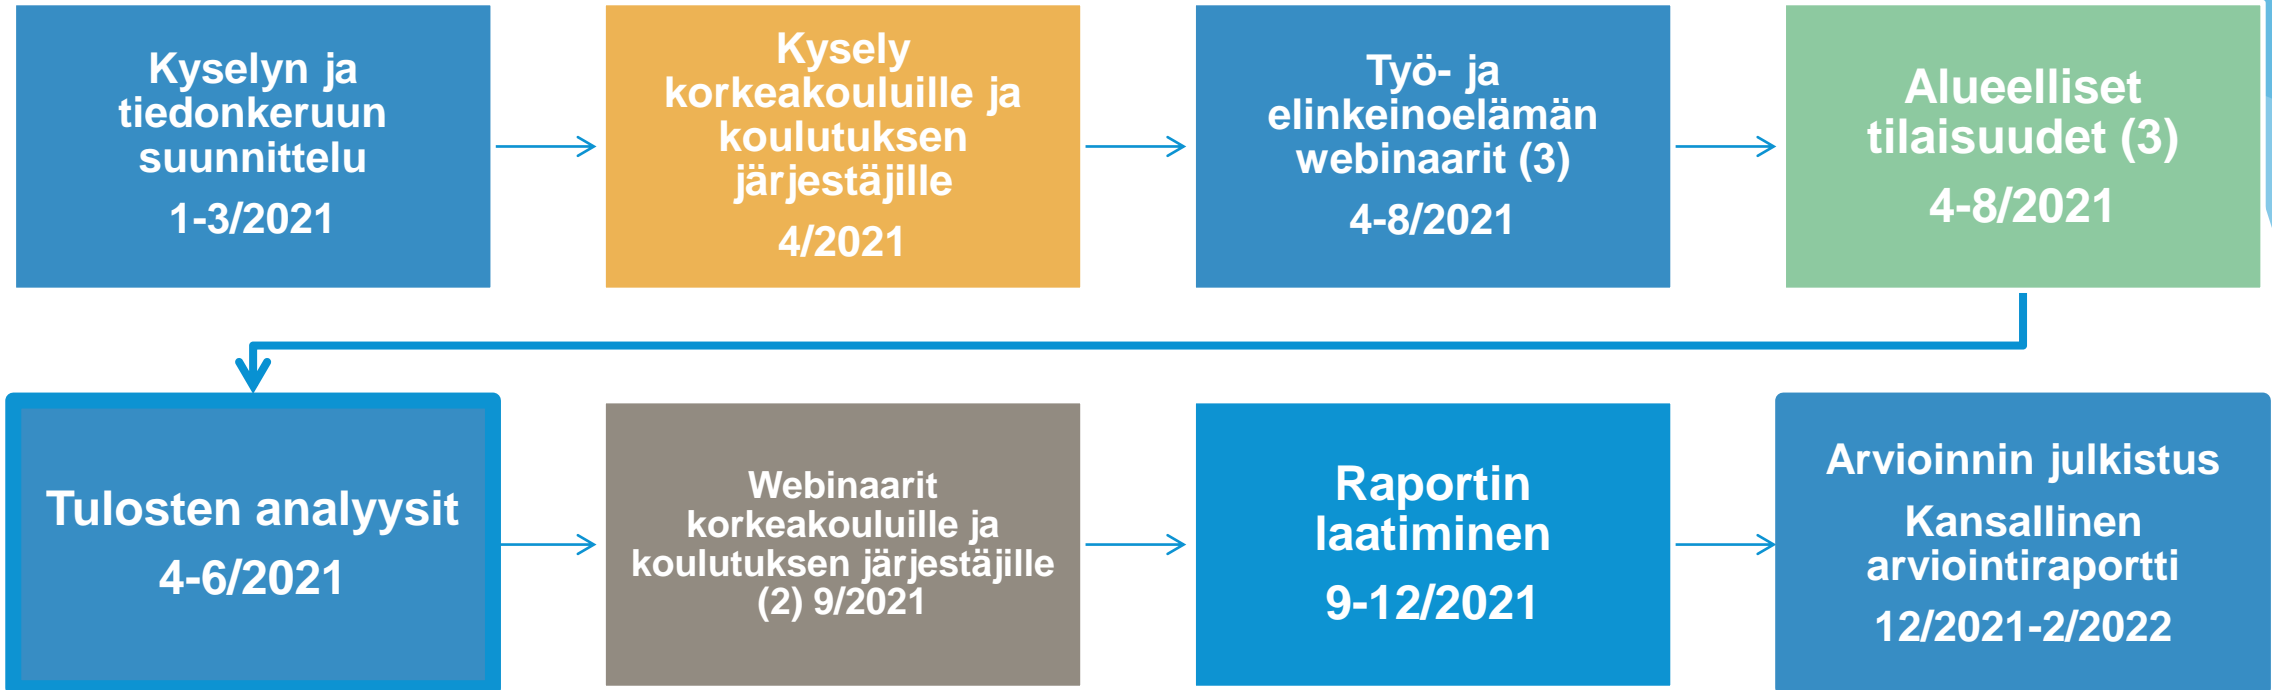 Kyselyn ja
tiedonkeruun
suunnittelu
1-3/2021
Kysely
korkeakouluille ja
koulutuksen
järjestäjille
4/2021
Työ- ja
elinkeinoelämän
webinaarit (3)
4-8/2021
Alueelliset
tilaisuudet (3)
4-8/2021
Tulosten analyysit
4-6/2021
Webinaarit
korkeakouluille ja
koulutuksen järjestäjille
(2) 9/2021
Raportin
laatiminen
9-12/2021
Arvioinnin julkistus
Kansallinen
arviointiraportti
12/2021-2/2022